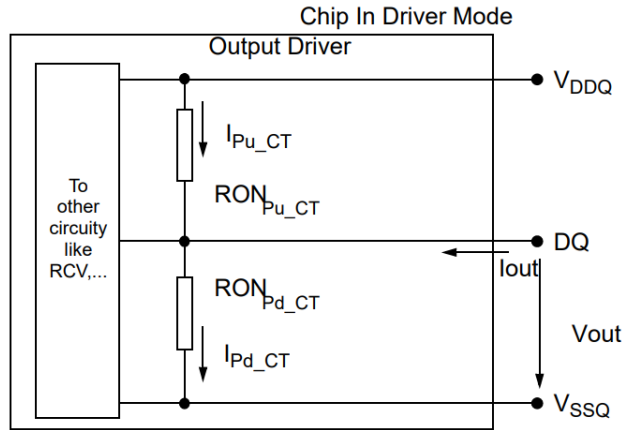 Chip In Driver Mode
Output Driver
VDDQ
IPu_CT
To
other
circuity
like
RCV,...
RONPu_CT
DQ
Iout
RONPd_CT
Vout
IPd_CT
VSSQ